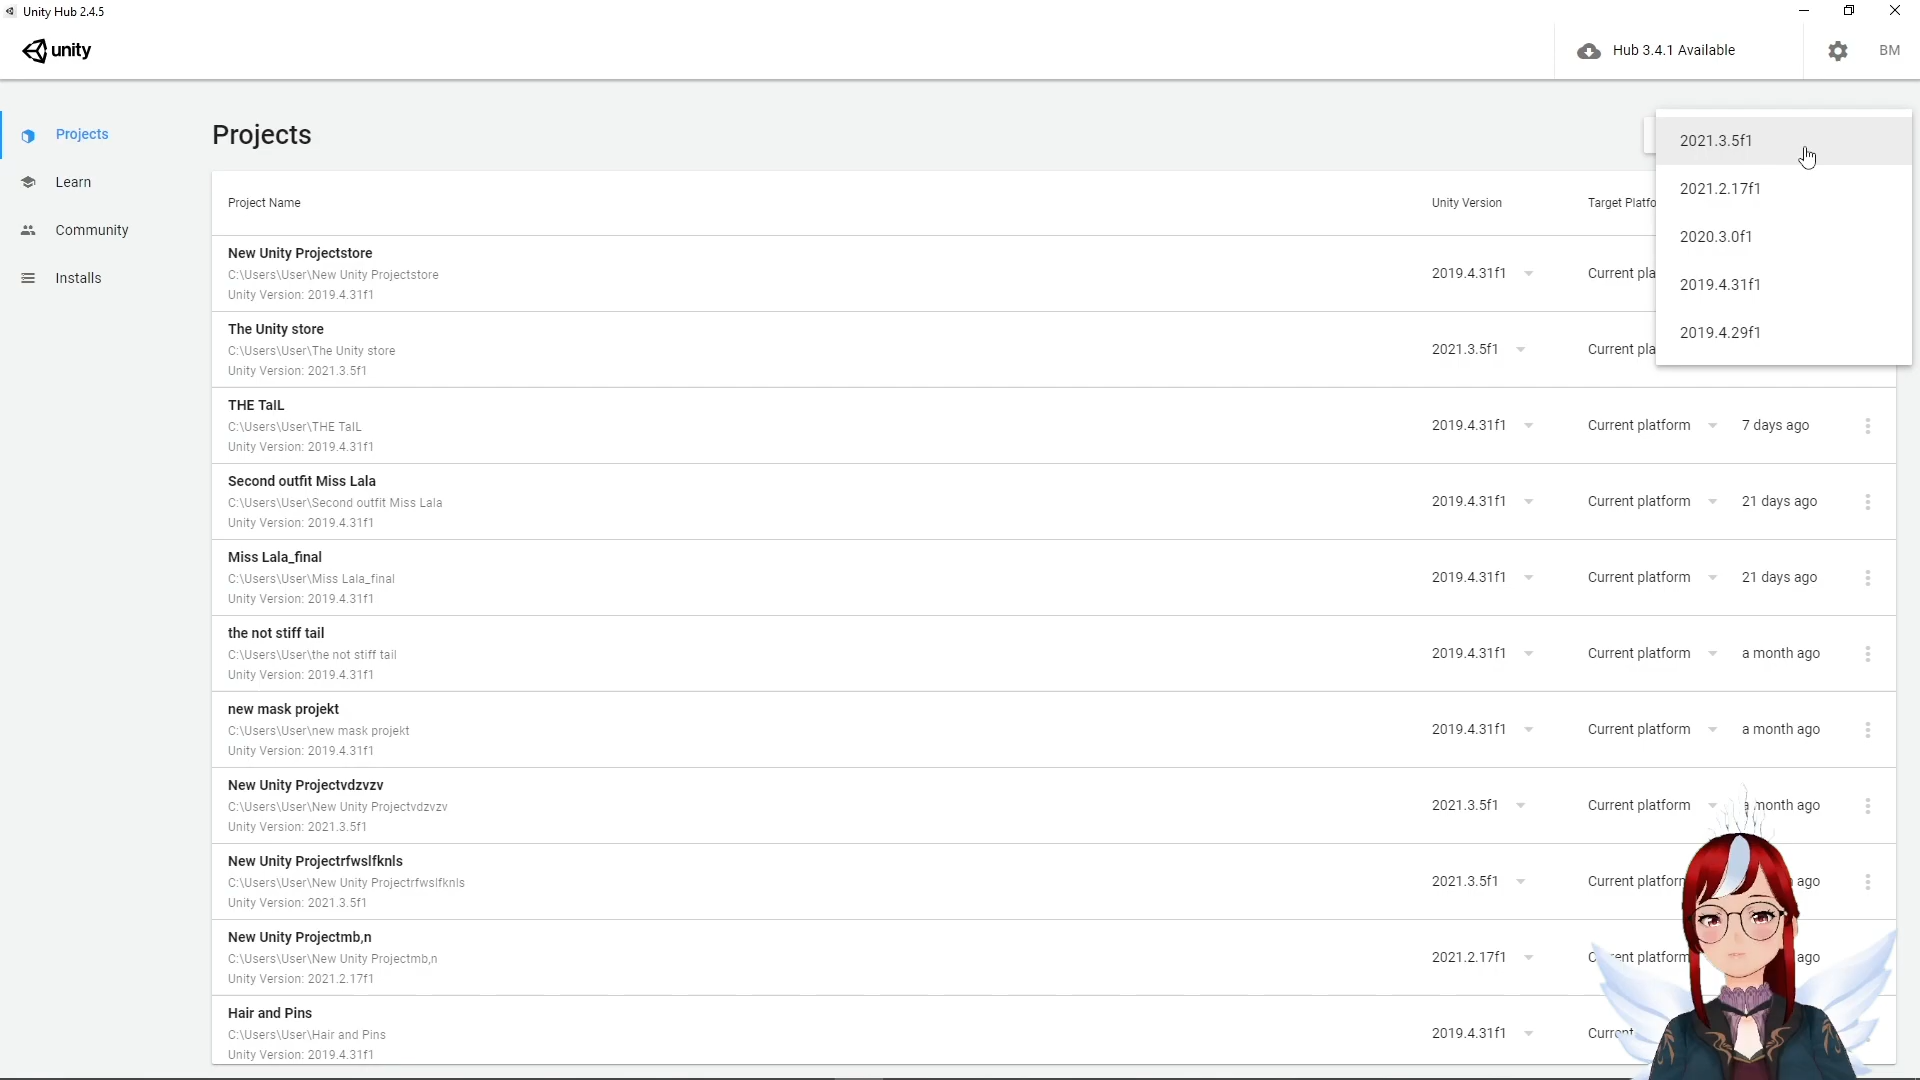 Unity Hub 2.4.5
unity
Hub 3.4.1 Available
BM
Projects
Learn
Community
Installs
Projects
2021.3.5f1
2021.2.17f1
2020.3.0f1
2019.4.31f1
2019.4.29f1
Project Name Unity Version Target Platfo
New Unity Projectstore
C:\Users\User\New Unity Projectstore
Unity Version: 2019.4.31f1
2019.4.31f1 Current pla
The Unity store
C:\Users\User\The Unity store
Unity Version: 2021.3.5f1
2021.3.5f1 Current pla
THE TaIL
C:\Users\User\THE TaIL
Unity Version: 2019.4.31f1
2019.4.31f1 Current platform 7 days ago
Second outfit Miss Lala
C:\Users\User\Second outfit Miss Lala
Unity Version: 2019.4.31f1
2019.4.31f1 Current platform 21 days ago
Miss Lala_final
C:\Users\User\Miss Lala_final
Unity Version: 2019.4.31f1
2019.4.31f1 Current platform 21 days ago
the not stiff tail
C:\Users\User\the not stiff tail
Unity Version: 2019.4.31f1
2019.4.31f1 Current platform a month ago
new mask projekt
C:\Users\User\new mask projekt
Unity Version: 2019.4.31f1
2019.4.31f1 Current platform a month ago
New Unity Projectvdzvzv
C:\Users\User\New Unity Projectvdzvzv
Unity Version: 2021.3.5f1
2021.3.5f1 Current platform a month ago
New Unity Projectrfwslfknls
C:\Users\User\New Unity Projectrfwslfknls
Unity Version: 2021.3.5f1
2021.3.5f1 Current platform ago
New Unity Projectmb,n
C:\Users\User\New Unity Projectmb,n
Unity Version: 2021.2.17f1
2021.2.17f1 Current platform ago
Hair and Pins
C:\Users\User\Hair and Pins
Unity Version: 2019.4.31f1
2019.4.31f1 Current